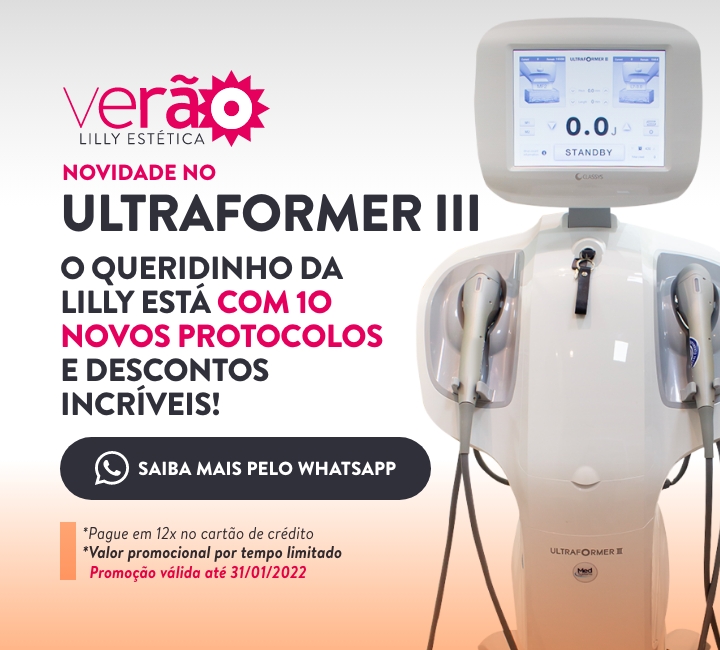 verão
LILLY ESTÉTICA
NOVIDADE NO
ULTRAFORMER III
O QUERIDINHO DA
LILLY ESTÁ COM 10
NOVOS PROTOCOLOS
E DESCONTOS
INCRÍVEIS!
SAIBA MAIS PELO WHATSAPP
*Pague em 12x no cartão de crédito
*Valor promocional por tempo limitado
Promoção válida até 31/01/2022
ULTRAFORMER III
0.0 J
STANDBY
CLASSYS
ULTRAFORMER III
Med